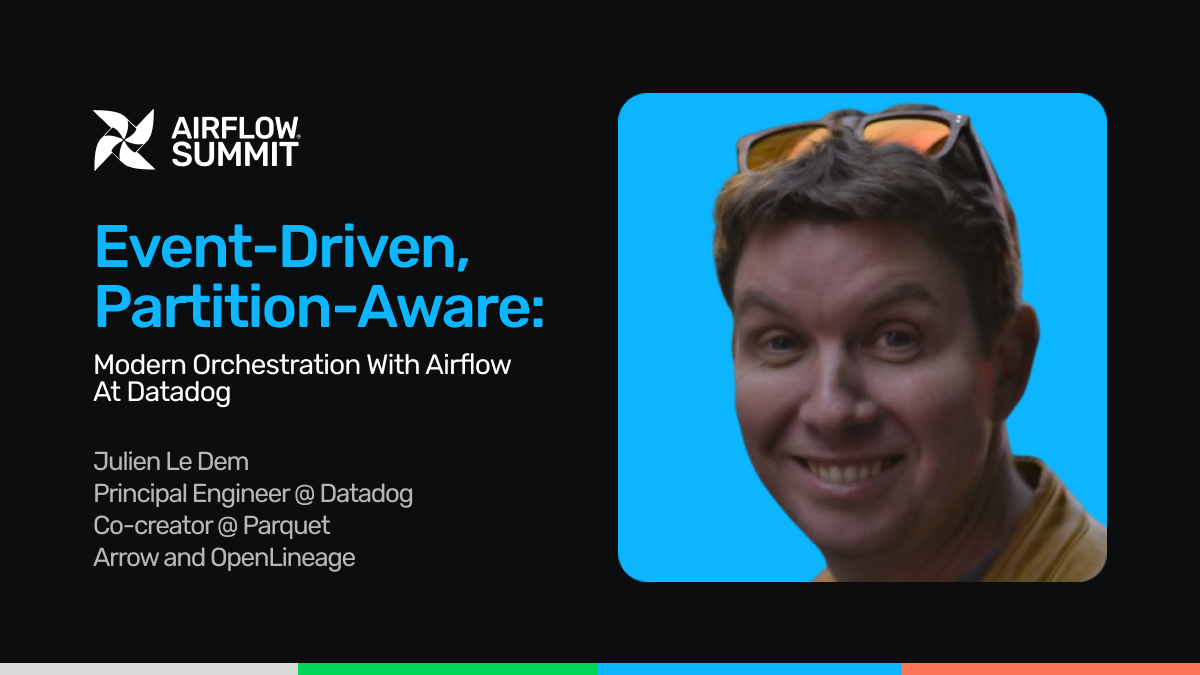 AIRFLOW®
SUMMIT
Event-Driven,
Partition-Aware:
Modern Orchestration With Airflow
At Datadog
Julien Le Dem
Principal Engineer @ Datadog
Co-creator @ Parquet
Arrow and OpenLineage